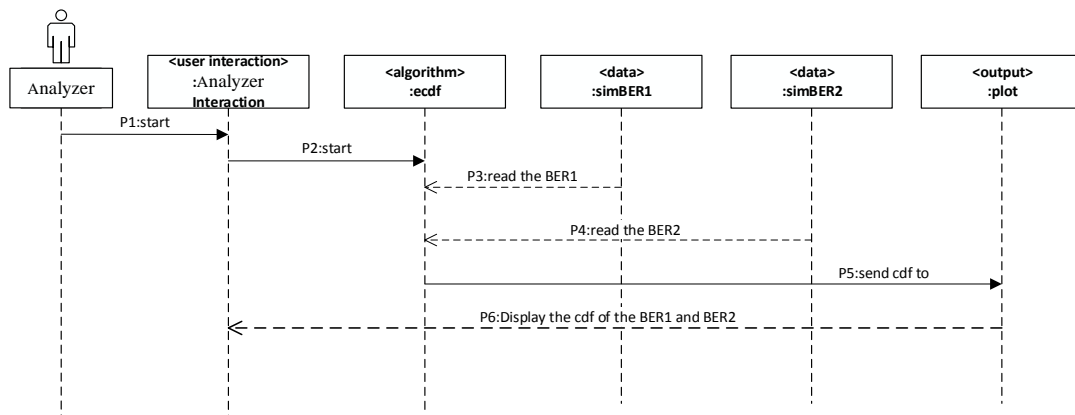 Analyzer
<user interaction>
:Analyzer
Interaction
<algorithm>
:ecdf
<data>
:simBER1
<data>
:simBER2
<output>
:plot
P1:start
P2:start
P3:read the BER1
P4:read the BER2
P5:send cdf to
P6:Display the cdf of the BER1 and BER2